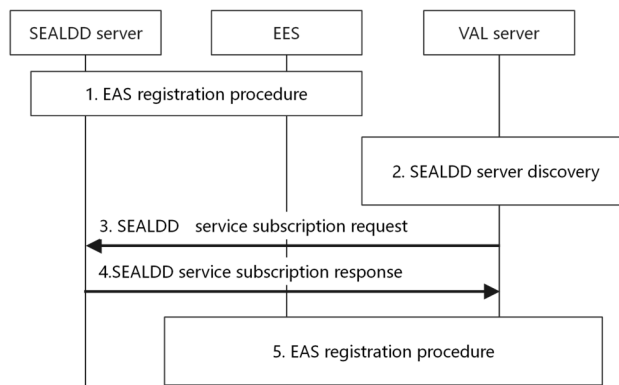 SEALDD server
EES
VAL server
1. EAS registration procedure
2. SEALDD server discovery
3. SEALDD service subscription request
4.SEALDD service subscription response
5. EAS registration procedure